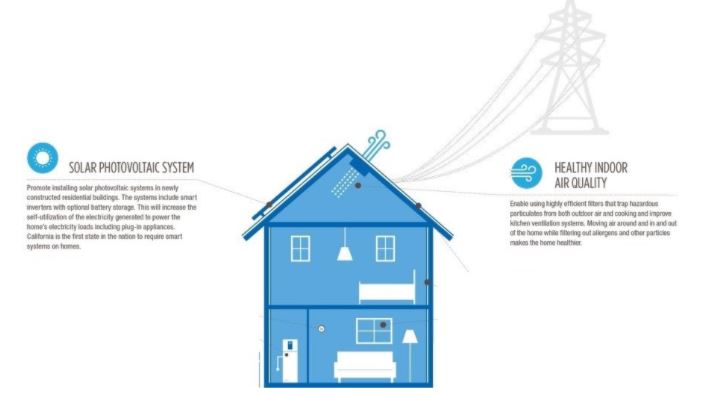 SOLAR PHOTOVOLTAIC SYSTEM
Promote installing solar photovoltaic systems in newly
constructed residential buildings. The systems include smart
inverters with optional battery storage. This will increase the
self-utilization of the electricity generated to power the
home's electricity loads including plug-in appliances.
California is the first state in the nation to require smart
systems on homes.
HEALTHY INDOOR
AIR QUALITY
Enable using highly efficient filters that trap hazardous
particulates from both outdoor air and cooking and improve
kitchen ventilation systems. Moving air around and in and out
of the home while filtering out allergens and other particles
makes the home healthier.